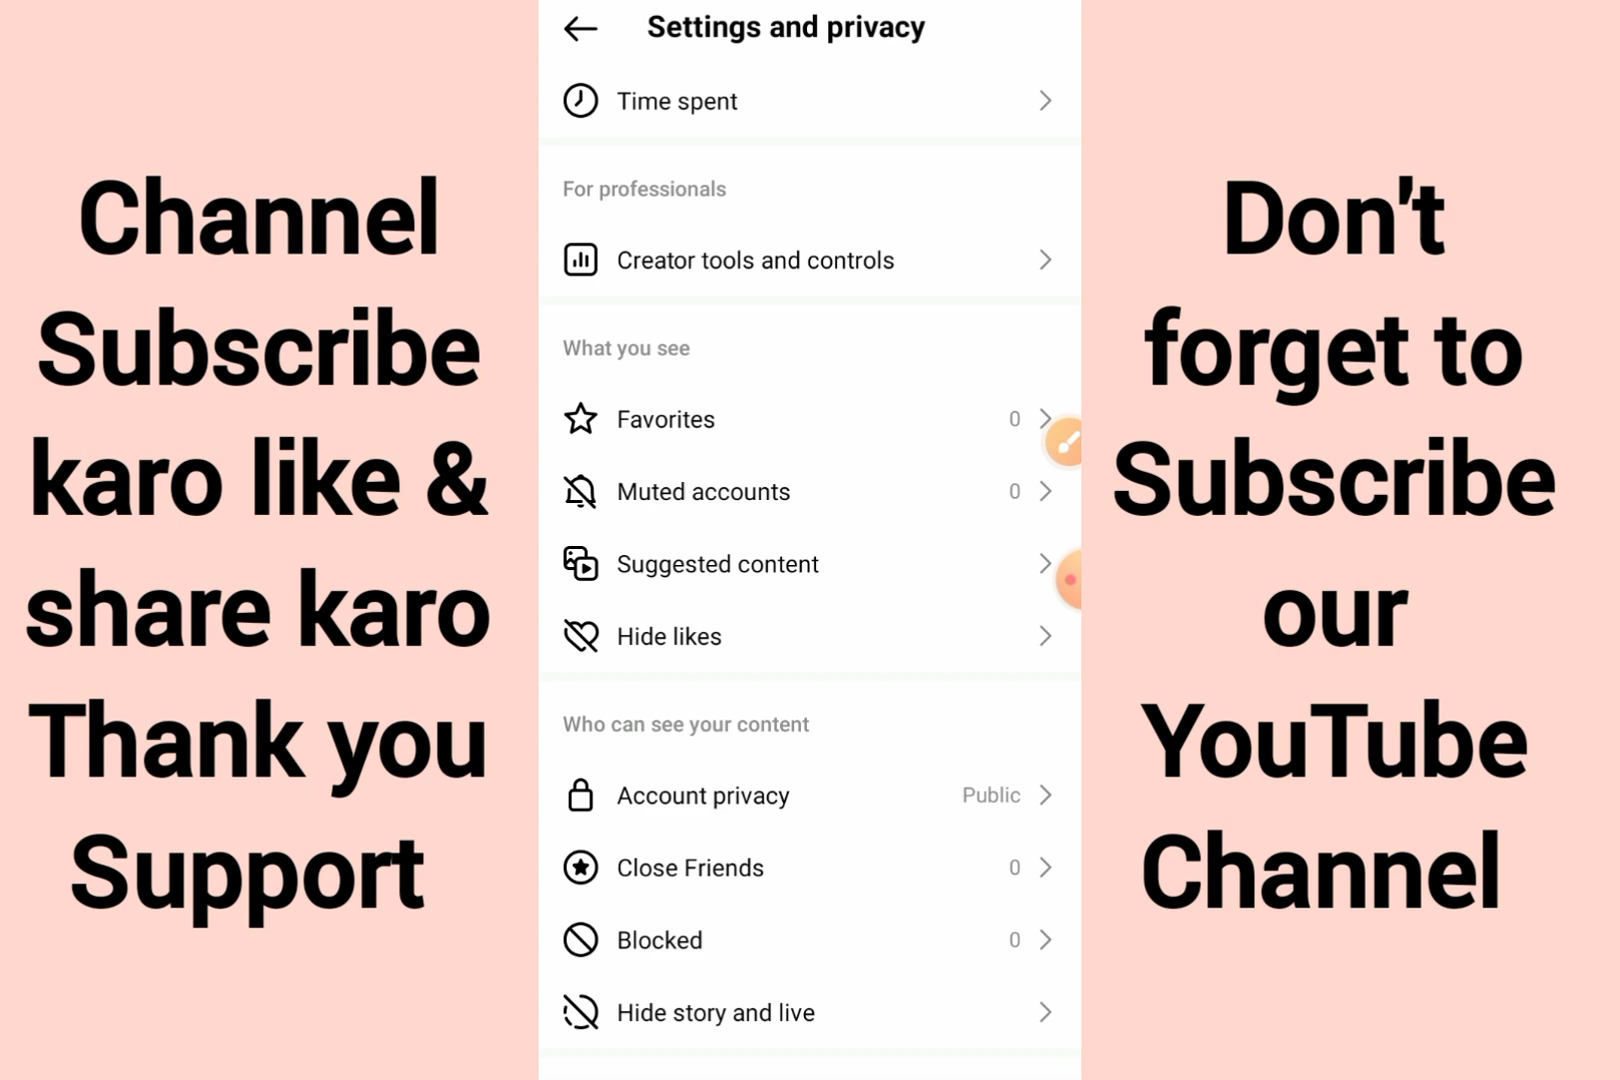 Channel
Subscribe
karo like &
share karo
Thank you
Support
Settings and privacy
Time spent
For professionals
Creator tools and controls
What you see
Favorites 0
Muted accounts 0
Suggested content
Hide likes
Who can see your content
Account privacy Public
Close Friends 0
Blocked 0
Hide story and live
Don't
forget to
Subscribe
our
YouTube
Channel